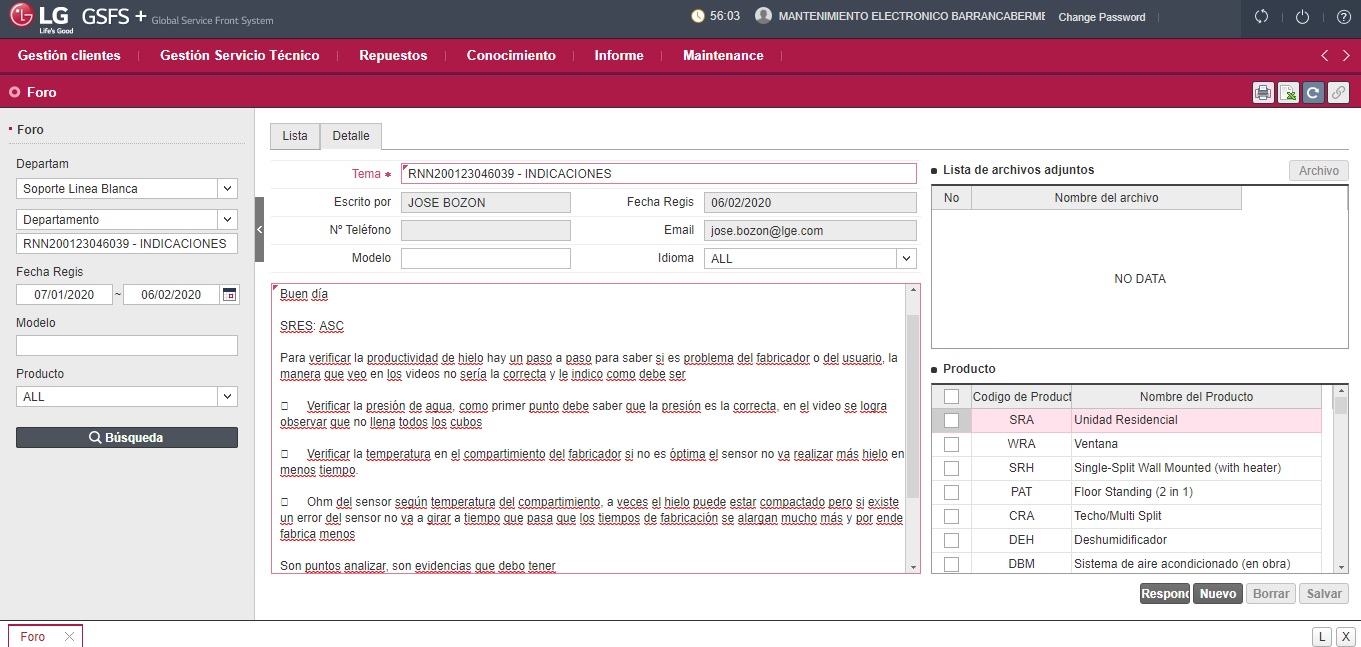 LG GSFS + Global Service Front System
Life's Good
56:03 MANTENIMIENTO ELECTRONICO BARRANCABERME Change Password
Gestión clientes Gestión Servicio Técnico Repuestos Conocimiento Informe Maintenance
Foro
Foro
Departam
Soporte Linea Blanca
Departamento
RNN200123046039 - INDICACIONES
Fecha Regis
07/01/2020 ~ 06/02/2020
Modelo
Producto
ALL
Búsqueda
Lista Detalle
Tema * RNN200123046039 - INDICACIONES
Escrito por JOSE BOZON Fecha Regis 06/02/2020
Nº Teléfono Email jose.bozon@lge.com
Modelo Idioma ALL
Buen día
SRES: ASC
Para verificar la productividad de hielo hay un paso a paso para saber si es problema del fabricador o del usuario, la
manera que veo en los videos no sería la correcta y le indico como debe ser
Verificar la presión de agua, como primer punto debe saber que la presión es la correcta, en el video se logra
observar que no llena todos los cubos
Verificar la temperatura en el compartimiento del fabricador si no es óptima el sensor no va realizar más hielo en
menos tiempo.
Ohm del sensor según temperatura del compartimiento, a veces el hielo puede estar compactado pero si existe
un error del sensor no va a girar a tiempo que pasa que los tiempos de fabricación se alargan mucho más y por ende
fabrica menos
Son puntos analizar, son evidencias que debo tener
Lista de archivos adjuntos Archivo
No Nombre del archivo
NO DATA
Producto
Codigo de Product Nombre del Producto
SRA Unidad Residencial
WRA Ventana
SRH Single-Split Wall Mounted (with heater)
PAT Floor Standing (2 in 1)
CRA Techo/Multi Split
DEH Deshumidificador
DBM Sistema de aire acondicionado (en obra)
Respond Nuevo Borrar Salvar
Foro L X